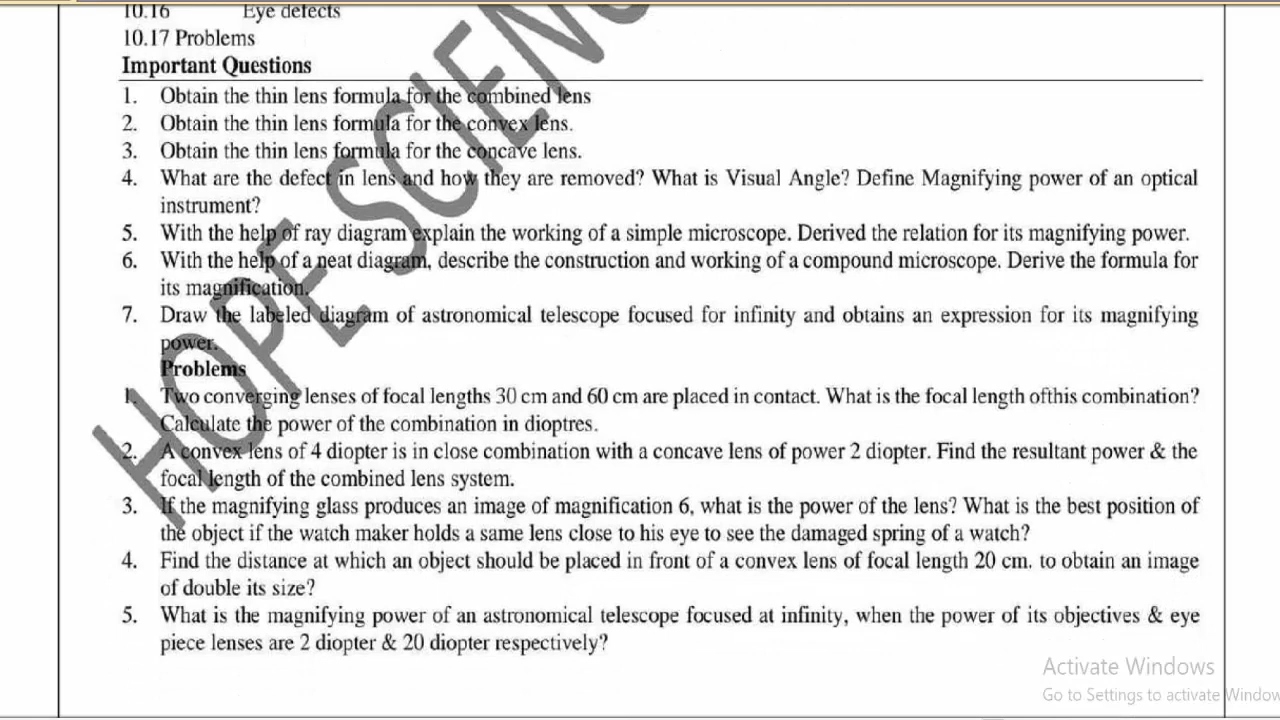 10.16 Eye defects
10.17 Problems
Important Questions
1. Obtain the thin lens formula for the combined lens
2. Obtain the thin lens formula for the convex lens.
3. Obtain the thin lens formula for the concave lens.
4. What are the defect in lens and how they are removed? What is Visual Angle? Define Magnifying power of an optical
instrument?
5. With the help of ray diagram explain the working of a simple microscope. Derived the relation for its magnifying power.
6. With the help of a neat diagram, describe the construction and working of a compound microscope. Derive the formula for
its magnification.
7. Draw the labeled diagram of astronomical telescope focused for infinity and obtains an expression for its magnifying
power.
Problems
1. Two converging lenses of focal lengths 30 cm and 60 cm are placed in contact. What is the focal length ofthis combination?
Calculate the power of the combination in dioptres.
2. A convex lens of 4 diopter is in close combination with a concave lens of power 2 diopter. Find the resultant power & the
focal length of the combined lens system.
3. If the magnifying glass produces an image of magnification 6, what is the power of the lens? What is the best position of
the object if the watch maker holds a same lens close to his eye to see the damaged spring of a watch?
4. Find the distance at which an object should be placed in front of a convex lens of focal length 20 cm. to obtain an image
of double its size?
5. What is the magnifying power of an astronomical telescope focused at infinity, when the power of its objectives & eye
piece lenses are 2 diopter & 20 diopter respectively?
HOPE SCIEN
Activate Windows
Go to Settings to activate Window